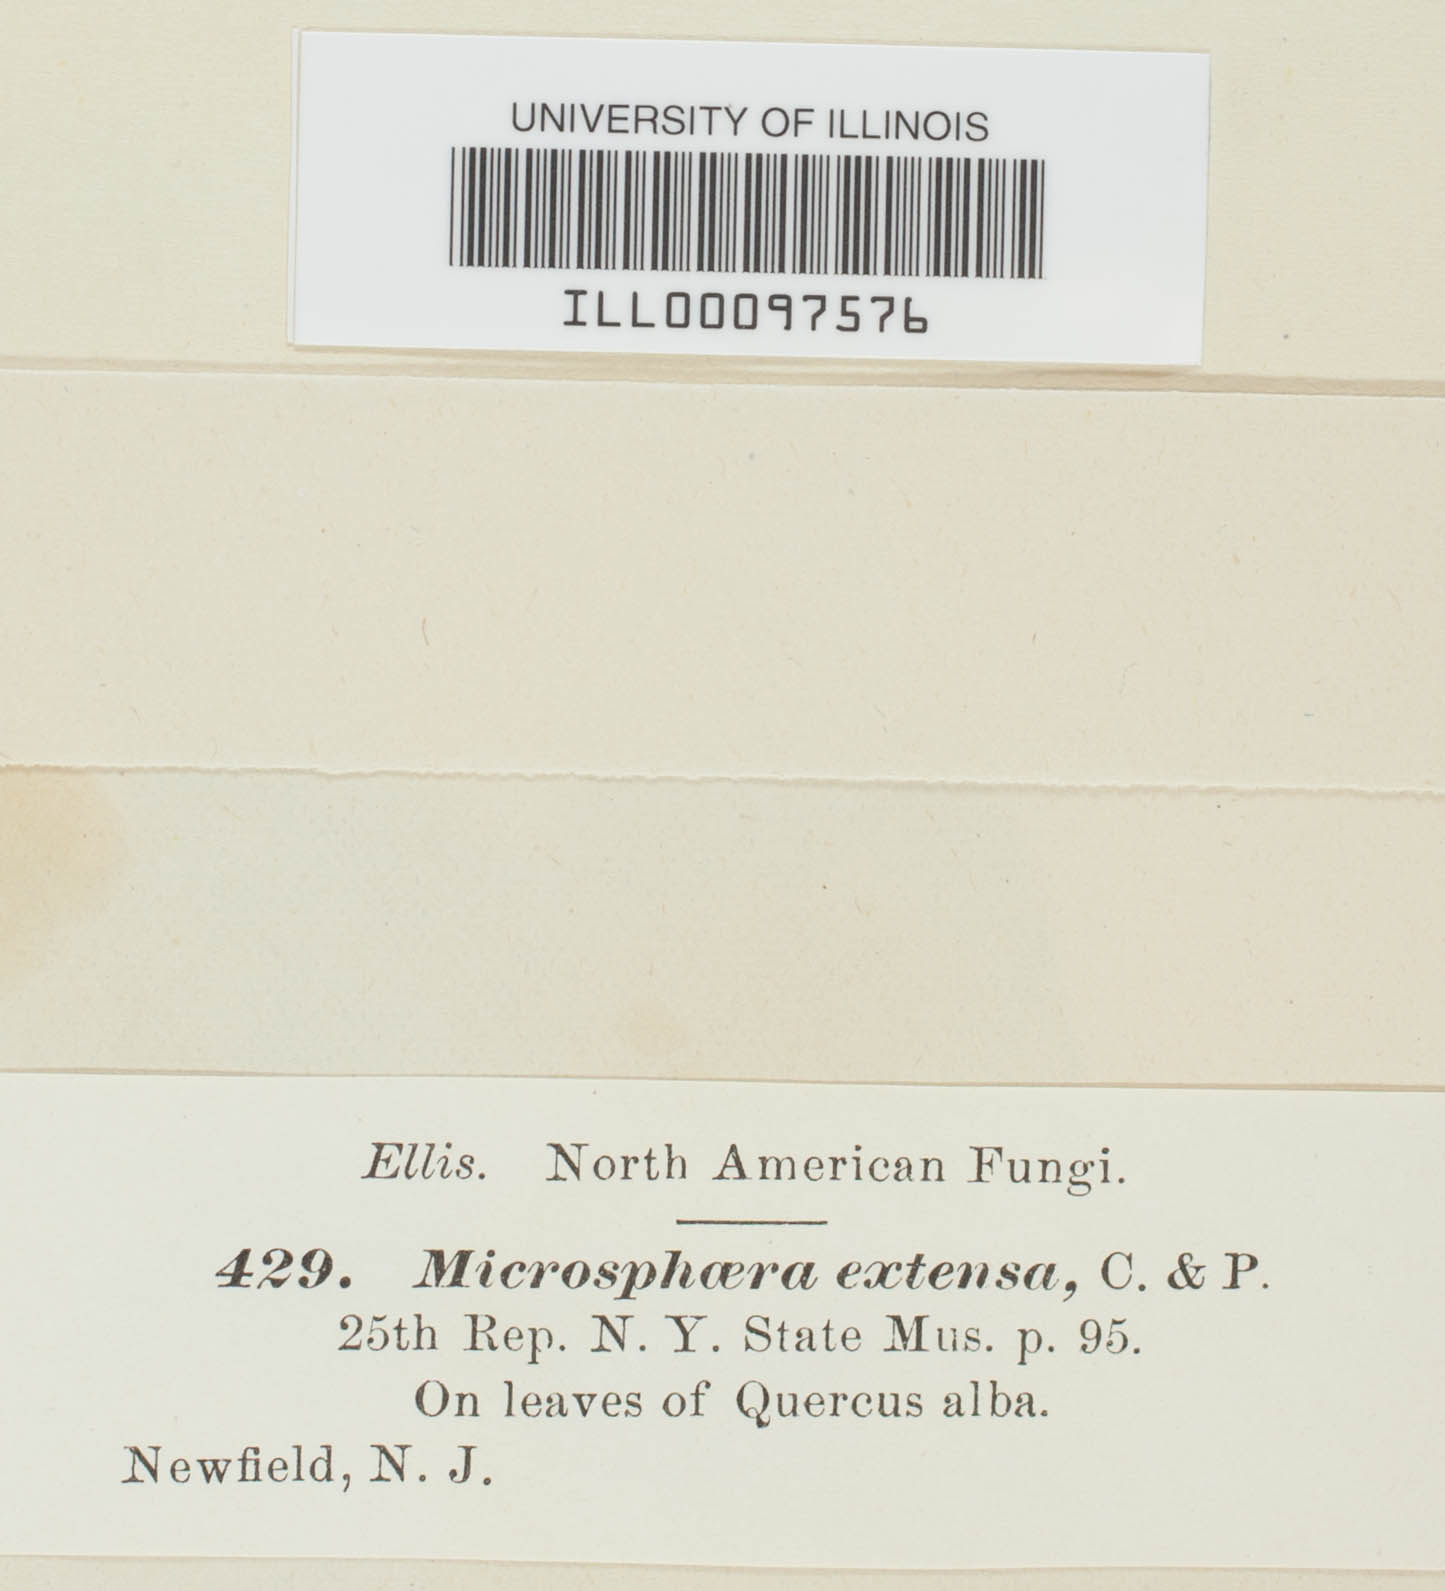 UNIVERSITY OF ILLINOIS
ILL00097576
Ellis. North American Fungi.
429. Microsphœra extensa, C. & P.
25th Rep. N. Y. State Mus. p. 95.
On leaves of Quercus alba.
Newfield, N. J.